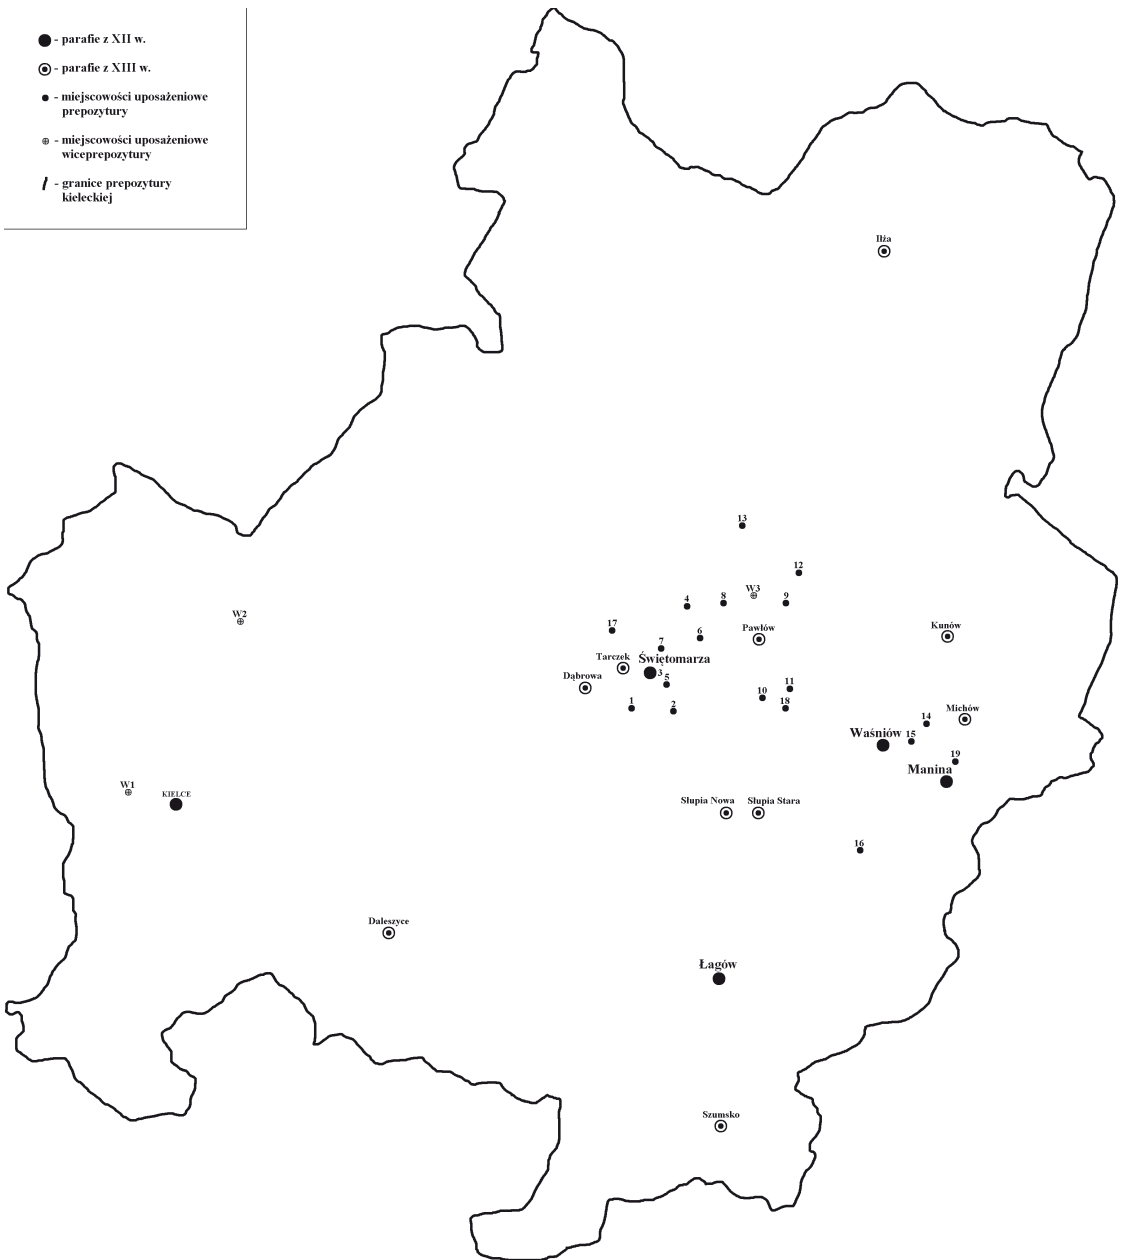 - parafie z XII w.
- parafie z XIII w.
- miejscowości uposażeniowe
prepozytury
- miejscowości uposażeniowe
wiceprepozytury
- granice prepozytury
kieleckiej
Iłża
13
12
W3
4
8
9
W2
17
6
Pawłów
Kunów
7
Tarczek
Świętomarza
3
5
Dąbrowa
11
10
1
2
18
Michów
14
Waśniów
15
19
Manina
W1
KIELCE
Słupia Nowa
Słupia Stara
16
Daleszyce
Łagów
Szumsko